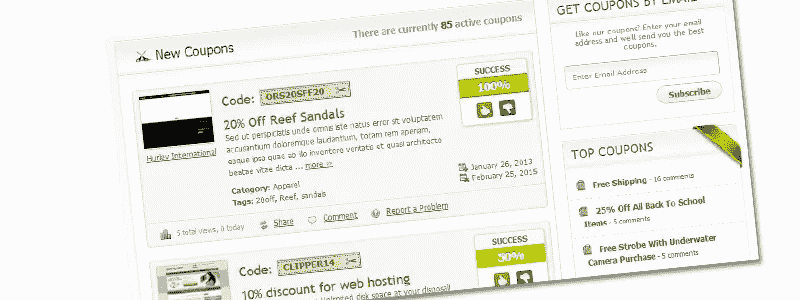 There are currently 85 active coupons
New Coupons
Code: ORS20SFF20
20% Off Reef Sandals
Sed ut perspiciatis unde omnis iste natus error sit voluptatem
accusantium doloremque laudantium, totam rem aperiam,
eaque ipsa quae ab illo inventore veritatis et quasi architecto
beatae vitae dicta ... more ››
Hurley International
Category: Apparel
Tags: 20off, Reef, sandals
SUCCESS
100%
January 26, 2013
February 25, 2015
5 total views, 0 today
Share
Comment
Report a Problem
Code: CLIPPER14
10% discount for web hosting
Unlimited disk space at your disposal!
SUCCESS
50%
GET COUPONS BY EMAIL
Like our coupons? Enter your email
address and we'll send you the best
coupons.
Enter Email Address
Subscribe
TOP COUPONS
Free Shipping - 16 comments
25% Off All Back To School
Items - 5 comments
Free Strobe With Underwater
Camera Purchase - 5 comments